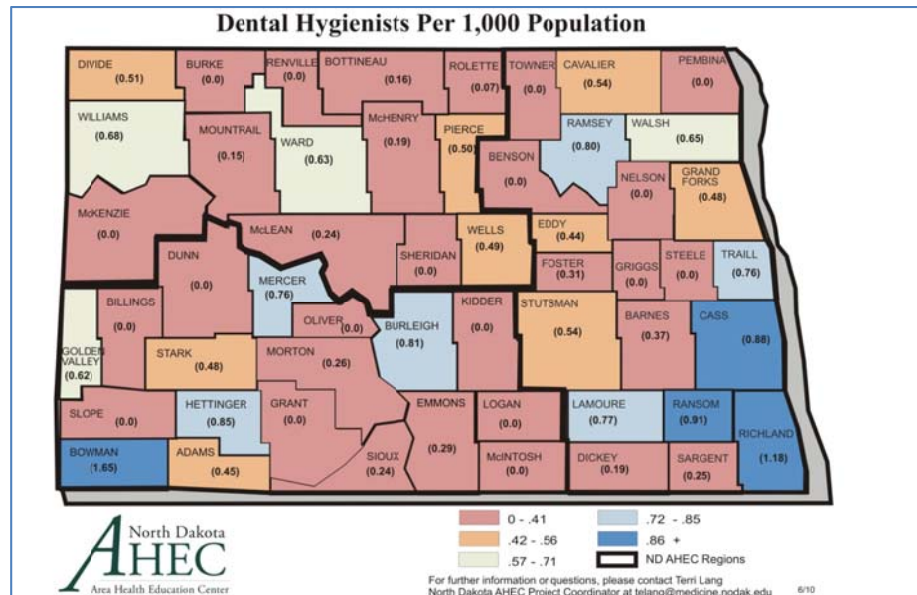 Dental Hygienists Per 1,000 Population
DIVIDE
(0.51)
BURKE
(0.0)
RENVILLE
(0.0)
BOTTINEAU
(0.16)
ROLETTE
(0.07)
TOWNER
(0.0)
CAVALIER
(0.54)
PEMBINA
(0.0)
WILLIAMS
(0.68)
MOUNTRAIL
(0.15)
WARD
(0.63)
McHENRY
(0.19)
PIERCE
(0.50)
BENSON
(0.0)
RAMSEY
(0.80)
WALSH
(0.65)
NELSON
(0.0)
GRAND
FORKS
(0.48)
McKENZIE
(0.0)
DUNN
(0.0)
McLEAN
(0.24)
SHERIDAN
(0.0)
WELLS
(0.49)
EDDY
(0.44)
FOSTER
(0.31)
GRIGGS
(0.0)
STEELE
(0.0)
TRAILL
(0.76)
MERCER
(0.76)
OLIVER
(0.0)
BILLINGS
(0.0)
GOLDEN
VALLEY
(0.62)
STARK
(0.48)
MORTON
(0.26)
BURLEIGH
(0.81)
KIDDER
(0.0)
STUTSMAN
(0.54)
BARNES
(0.37)
CASS
(0.88)
SLOPE
(0.0)
HETTINGER
(0.85)
GRANT
(0.0)
EMMONS
(0.29)
LOGAN
(0.0)
LAMOURE
(0.77)
RANSOM
(0.91)
RICHLAND
(1.18)
BOWMAN
(1.65)
ADAMS
(0.45)
SIOUX
(0.24)
McINTOSH
(0.0)
DICKEY
(0.19)
SARGENT
(0.25)
North Dakota
AHEC
Area Health Education Center
0 - .41
.42 - .56
.57 - .71
.72 - .85
.86 +
ND AHEC Regions
For further information or questions, please contact Terri Lang
North Dakota AHEC Project Coordinator at telang@medicine.nodak.edu
6/10